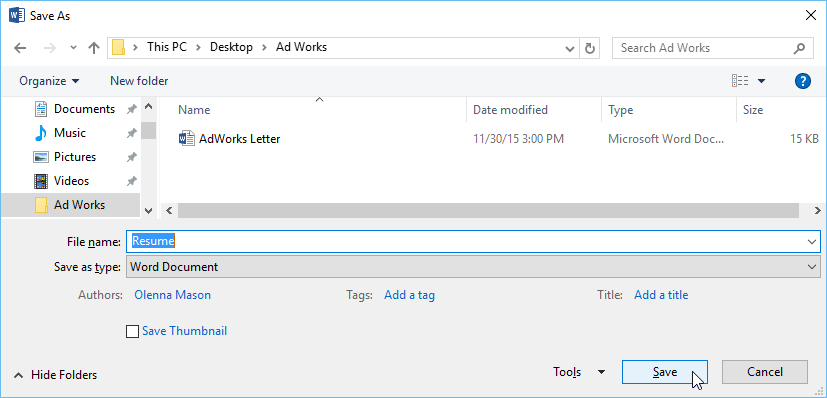 Save As
This PC > Desktop > Ad Works
Search Ad Works
Organize
New folder
Name
Date modified
Type
Size
Documents
Music
Pictures
Videos
Ad Works
AdWorks Letter
11/30/15 3:00 PM
Microsoft Word Doc...
15 KB
File name:
Resume
Save as type:
Word Document
Authors:
Olenna Mason
Tags:
Add a tag
Title:
Add a title
Save Thumbnail
Hide Folders
Tools
Save
Cancel